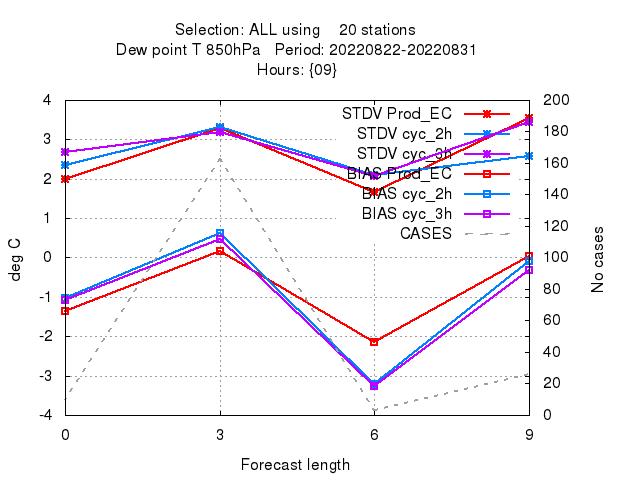 Selection: ALL using    20 stations
Dew point T 850hPa   Period: 20220822-20220831
Hours: {09}
4
3
2
1
0
-1
-2
-3
-4
deg C
STDV Prod_EC
STDV cyc_2h
STDV cyc_3h
BIAS Prod_EC
BIAS cyc_2h
BIAS cyc_3h
CASES
200
180
160
140
120
100
80
60
40
20
0
No cases
0 3 6 9
Forecast length